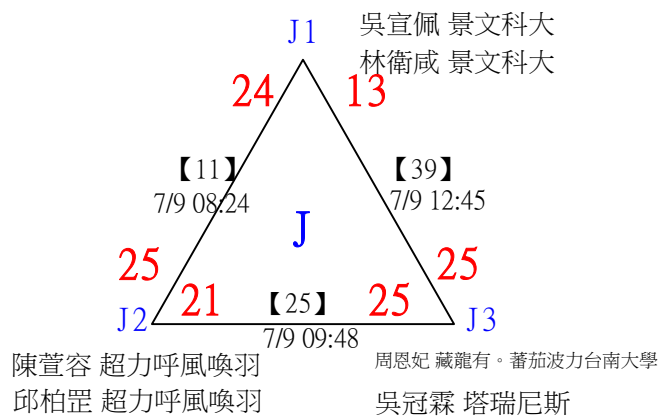 J1
吳宣佩 景文科大
林衛咸 景文科大
24
13
【11】
7/9 08:24
【39】
7/9 12:45
J
25
25
J2
21
【25】
7/9 09:48
25
J3
陳萱容 超力呼風喚羽
邱柏罡 超力呼風喚羽
周恩妃 藏龍有。蕃茄波力台南大學
吳冠霖 塔瑞尼斯